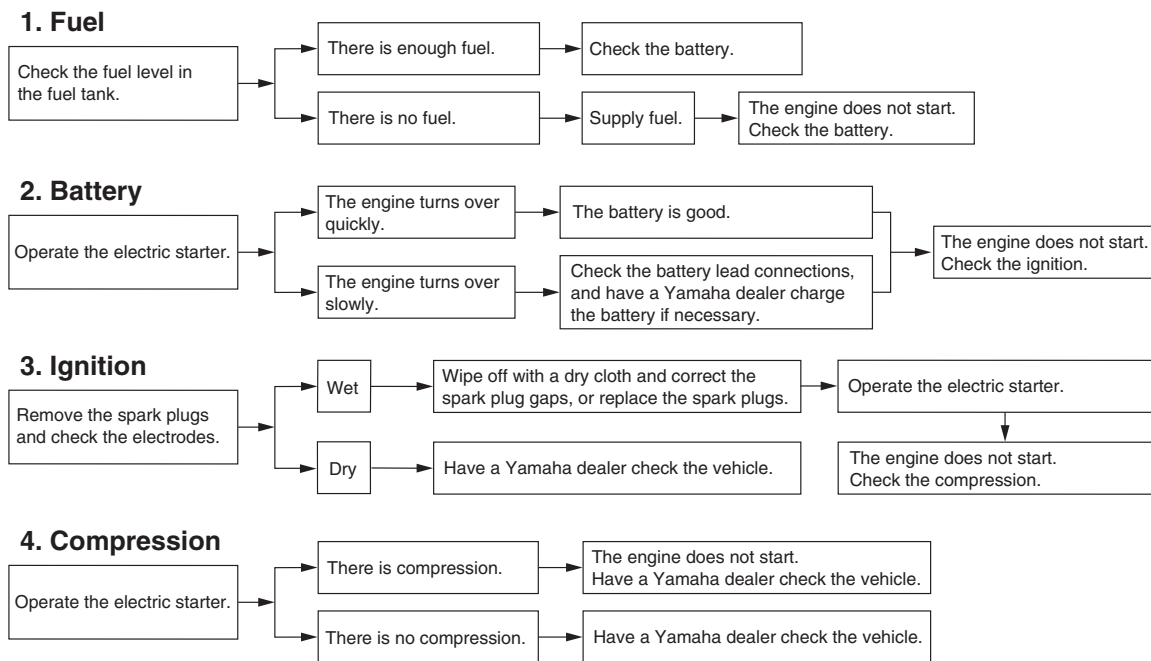 1. Fuel
Check the fuel level in
the fuel tank.
There is enough fuel.
Check the battery.
There is no fuel.
Supply fuel.
The engine does not start.
Check the battery.
2. Battery
Operate the electric starter.
The engine turns over
quickly.
The battery is good.
The engine turns over
slowly.
Check the battery lead connections,
and have a Yamaha dealer charge
the battery if necessary.
The engine does not start.
Check the ignition.
3. Ignition
Remove the spark plugs
and check the electrodes.
Wet
Wipe off with a dry cloth and correct the
spark plug gaps, or replace the spark plugs.
Operate the electric starter.
Dry
Have a Yamaha dealer check the vehicle.
The engine does not start.
Check the compression.
4. Compression
Operate the electric starter.
There is compression.
The engine does not start.
Have a Yamaha dealer check the vehicle.
There is no compression.
Have a Yamaha dealer check the vehicle.